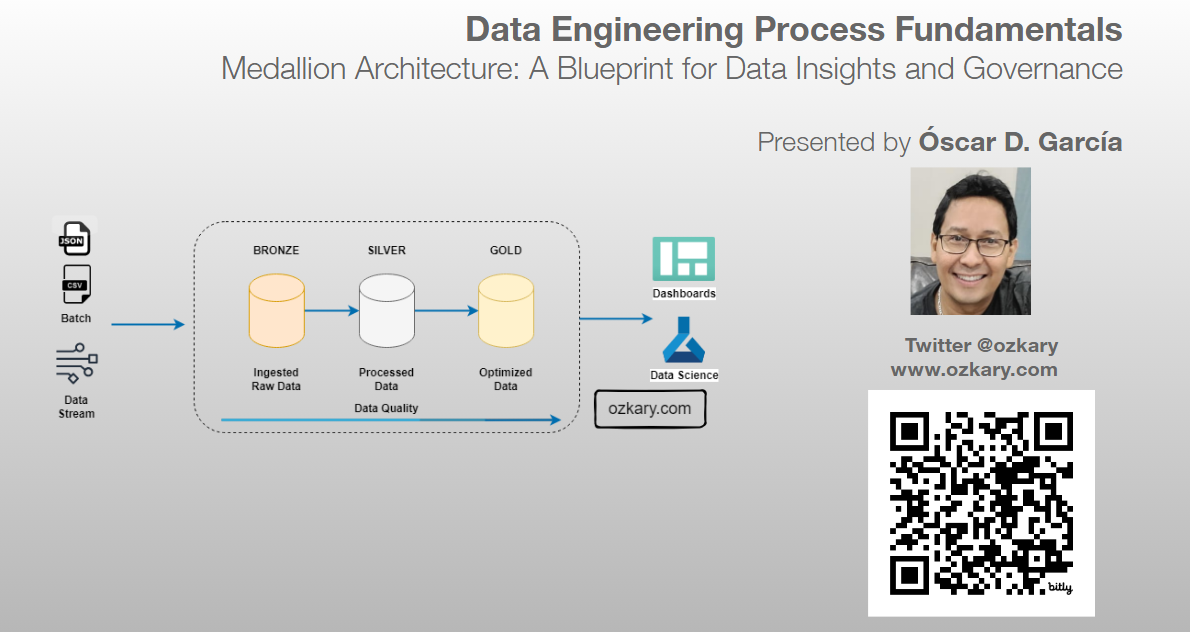 Data Engineering Process Fundamentals
Medallion Architecture: A Blueprint for Data Insights and Governance
Presented by Óscar D. García
JSON
CSV
Batch
Data
Stream
BRONZE
SILVER
GOLD
Ingested
Raw Data
Processed
Data
Optimized
Data
Data Quality
Dashboards
Data Science
ozkary.com
Twitter @ozkary
www.ozkary.com
bitly